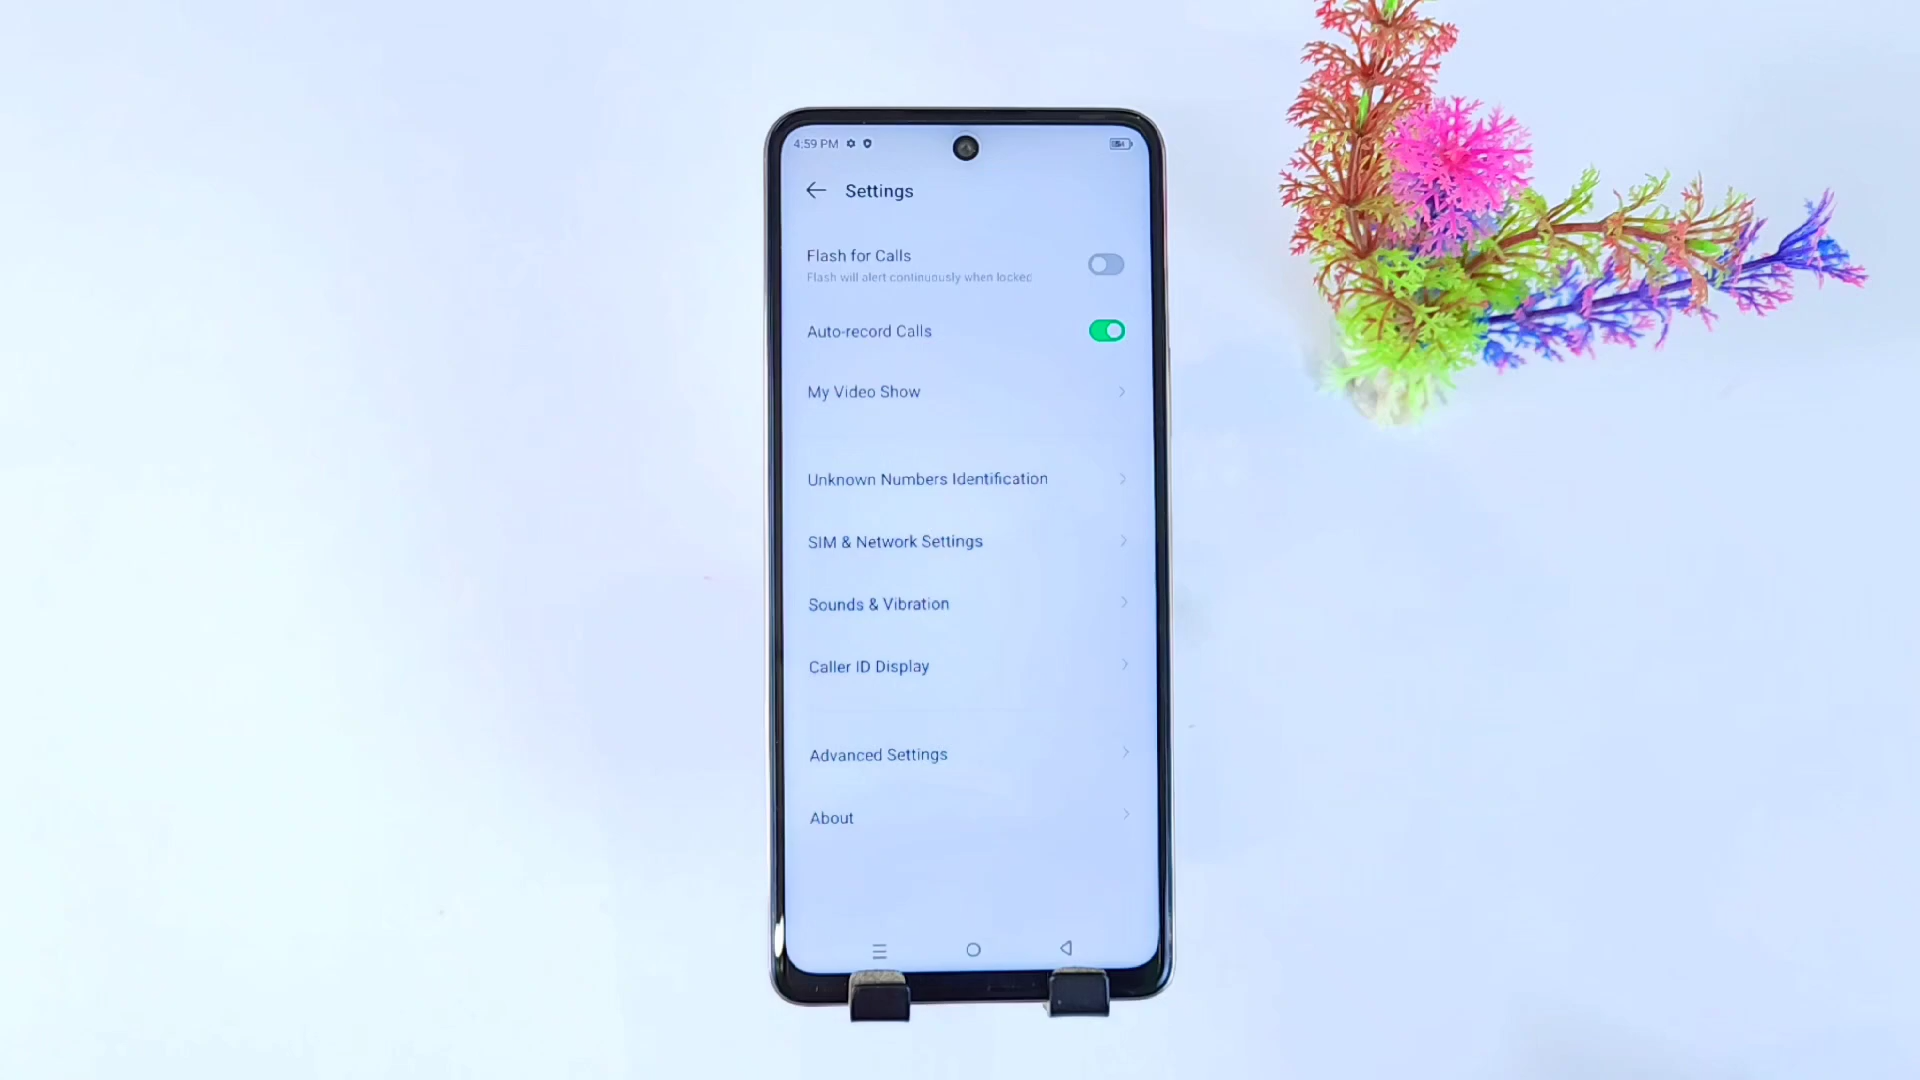 4:59 PM
Settings
Flash for Calls
Flash will alert continuously when locked
Auto-record Calls
My Video Show
Unknown Numbers Identification
SIM & Network Settings
Sounds & Vibration
Caller ID Display
Advanced Settings
About